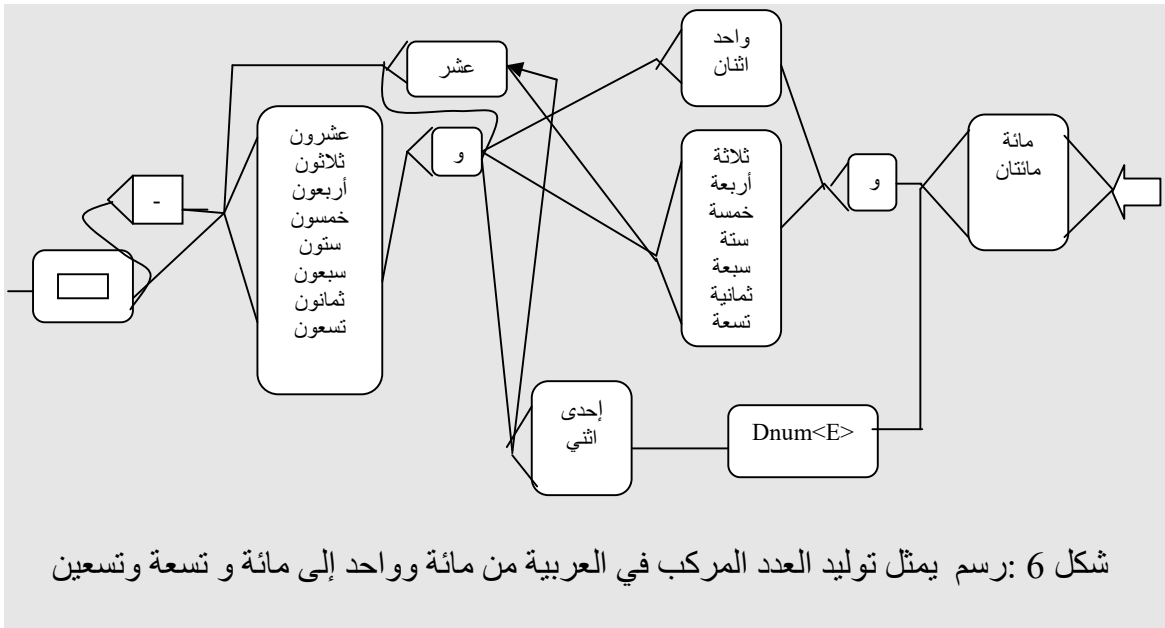 مائة
مائتان
و
واحد
اثنان
ثلاثة
أربعة
خمسة
ستة
سبعة
ثمانية
تسعة
Dnum<E>
إحدى
اثني
عشر
و
عشرون
ثلاثون
أربعون
خمسون
ستون
سبعون
ثمانون
تسعون
-
شكل 6 :رسم يمثل توليد العدد المركب في العربية من مائة وواحد إلى مائة و تسعة وتسعين